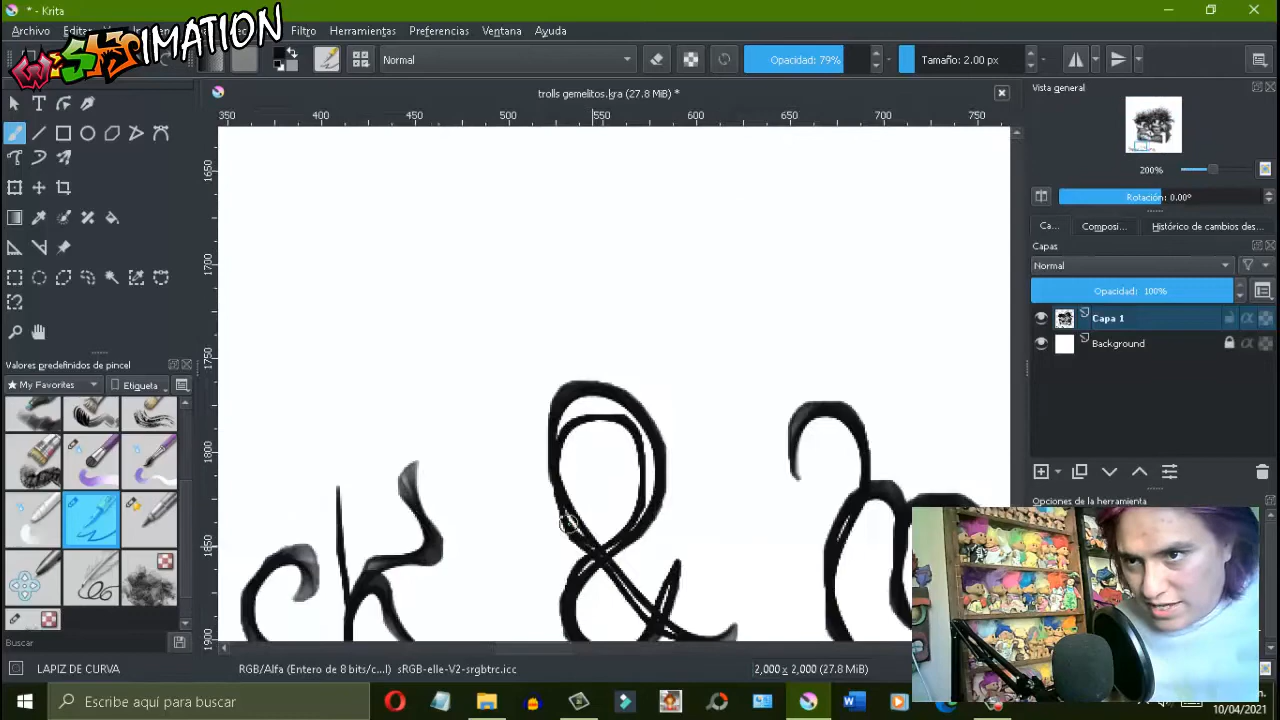 * - Krita
Archivo
Filtro Herramientas Preferencias Ventana Ayuda
WISHIMATION
Normal Opacidad: 79% Tamaño: 2.00 px
trolls gemelitos.kra (27.8 MiB) *
350 400 450 500 550 600 650 700 750
1650
1700
1750
1800
1850
1900
ck & m
Vista general
200%
Rotación: 0.00°
Ca... Composi... Histórico de cambios des...
Capas
Normal
Opacidad: 100%
Capa 1
Background
Opciones de la herramienta
Valores predefinidos de pincel
My Favorites Etiqueta
Buscar
LAPIZ DE CURVA
RGB/Alfa (Entero de 8 bits/c...l) sRGB-elle-V2-srgbtrc.icc
2,000 x 2,000 (27.8 MiB)
Escribe aquí para buscar
10/04/2021